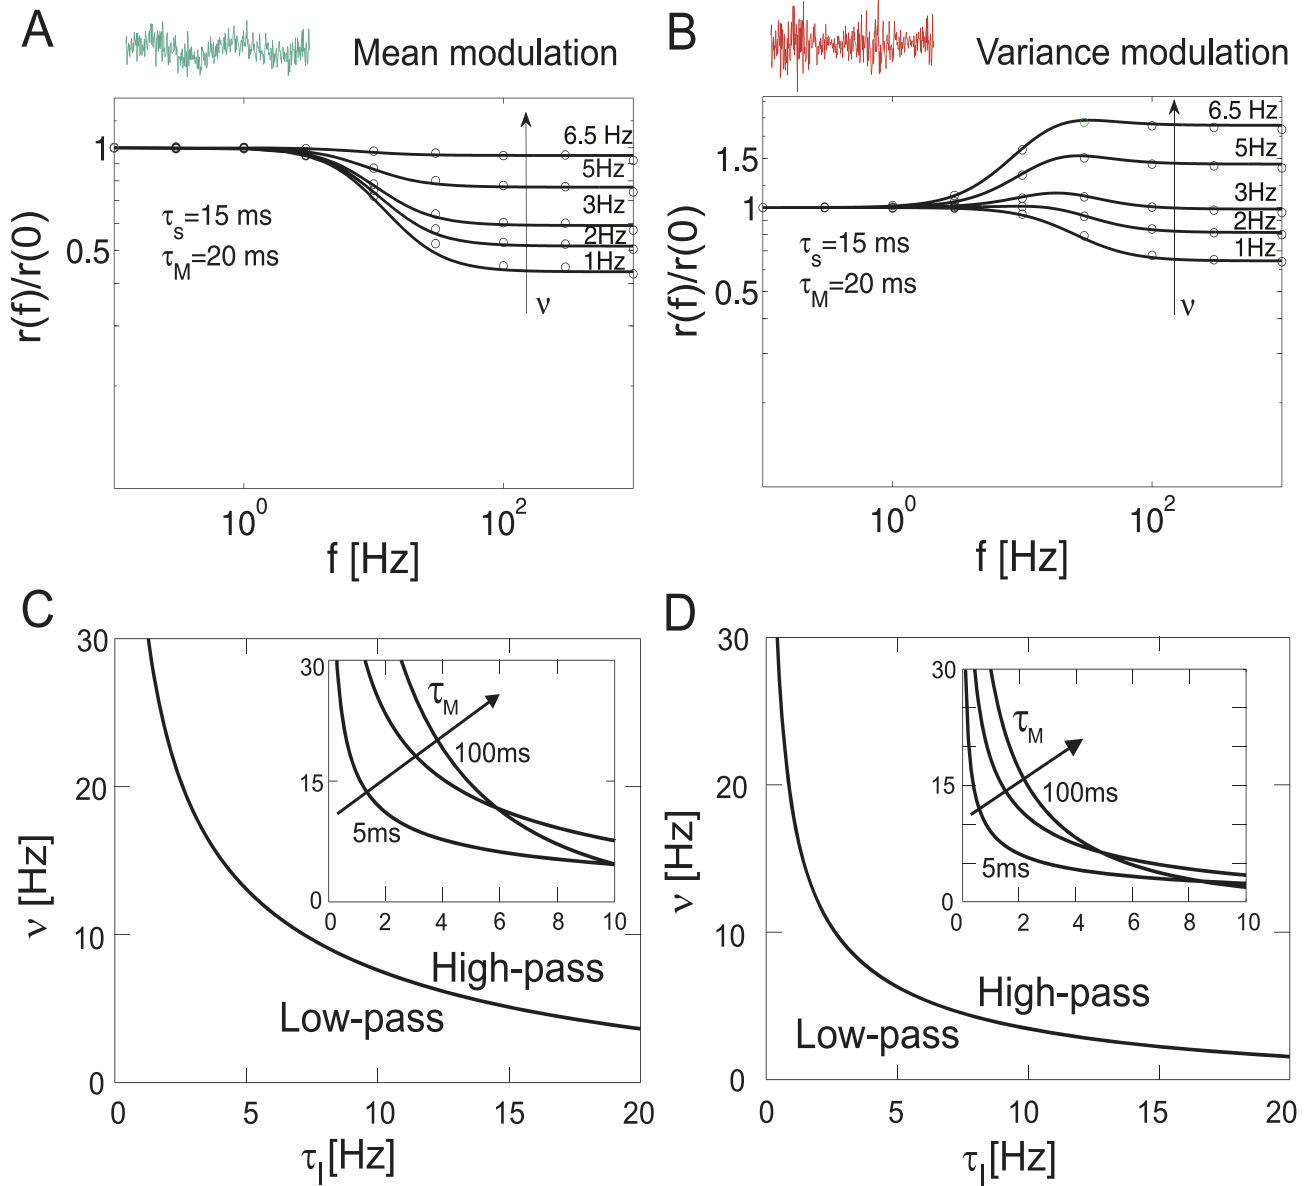 A
Mean modulation
1
0.5
r(f)/r(0)
6.5 Hz
5Hz
3Hz
2Hz
1Hz
τs=15 ms
τM=20 ms
ν
10^0
10^2
f [Hz]
B
Variance modulation
1.5
1
0.5
r(f)/r(0)
6.5 Hz
5Hz
3Hz
2Hz
1Hz
τs=15 ms
τM=20 ms
ν
10^0
10^2
f [Hz]
C
30
20
10
0
ν [Hz]
30
15
0
τM
100ms
5ms
0 2 4 6 8 10
High-pass
Low-pass
0 5 10 15 20
τI[Hz]
D
30
20
10
0
ν [Hz]
30
15
0
τM
100ms
5ms
0 2 4 6 8 10
High-pass
Low-pass
0 5 10 15 20
τI[Hz]